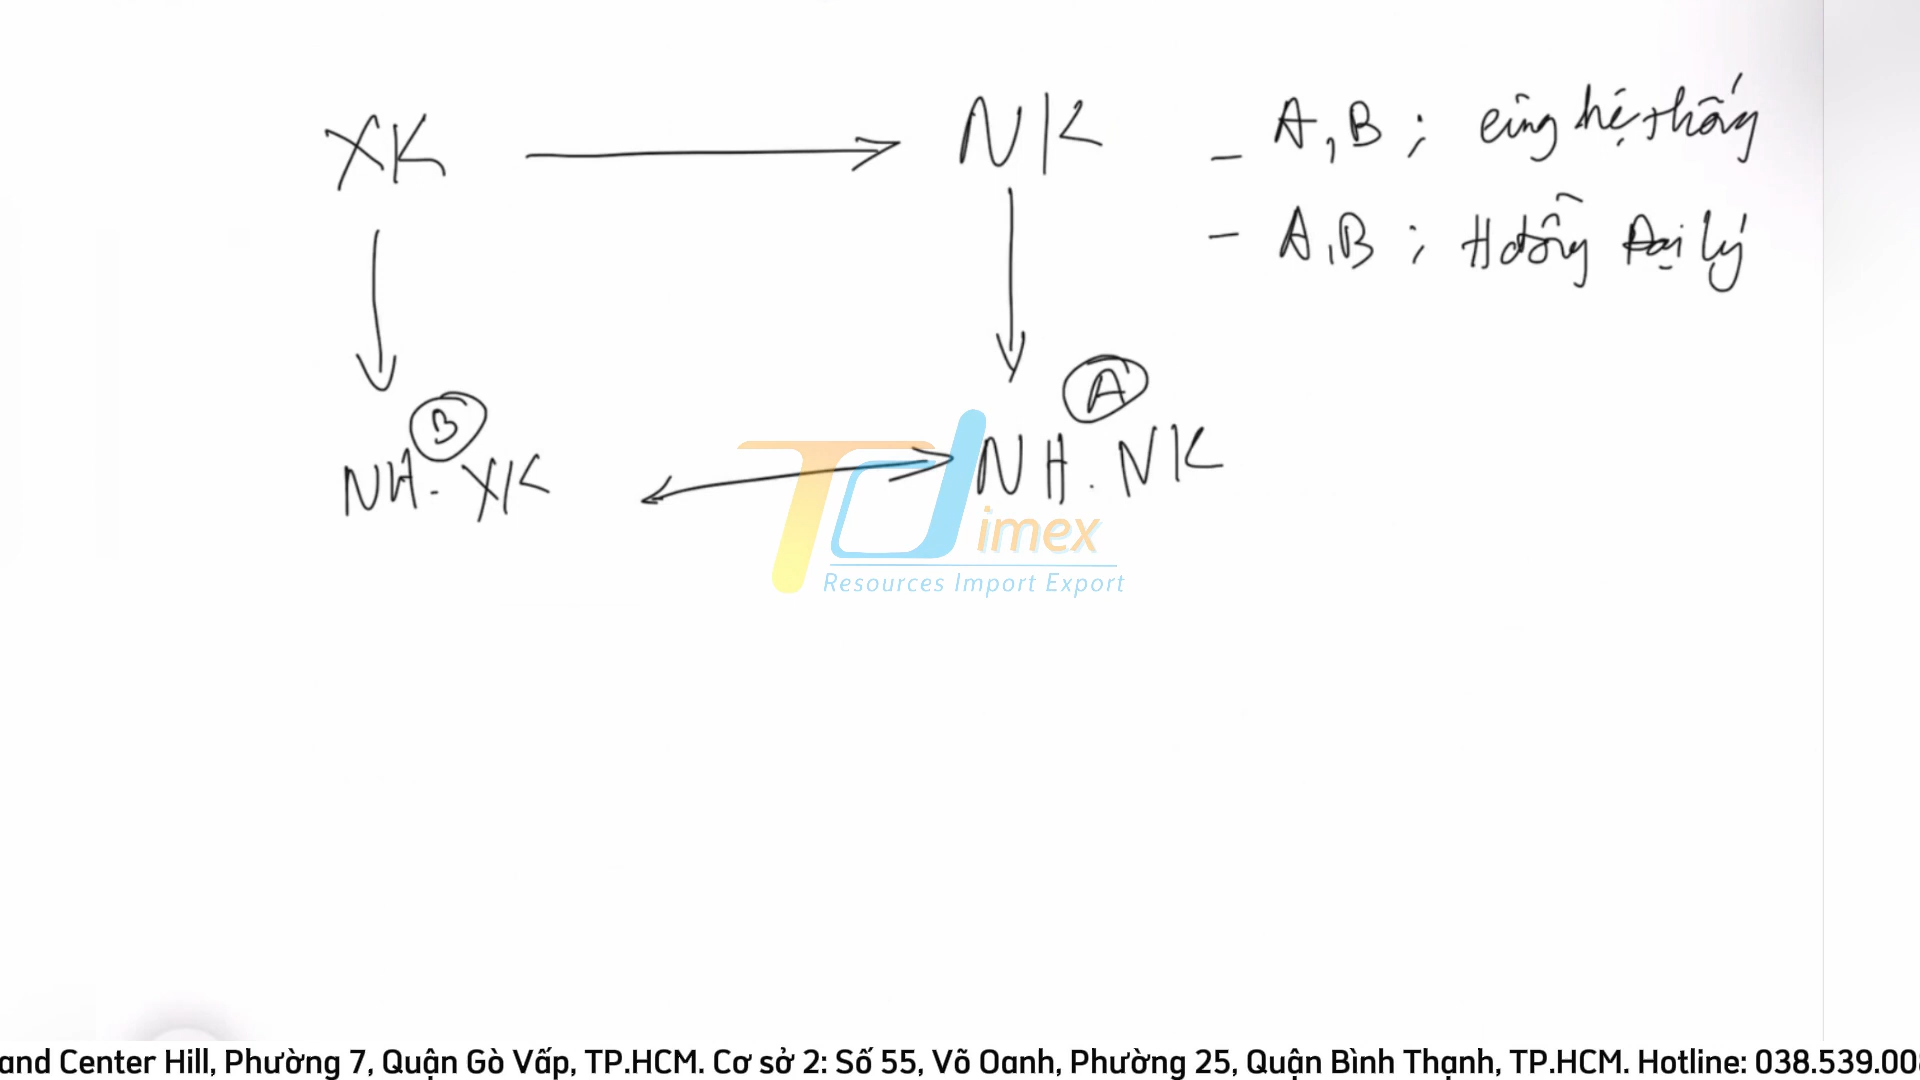 XK → NK
- A, B ; cùng hệ thống
- A, B ; Hđồng Đại lý
B
A
NH. XK ↔ NH. NK
TD imex
Resources Import Export
and Center Hill, Phường 7, Quận Gò Vấp, TP.HCM. Cơ sở 2: Số 55, Võ Oanh, Phường 25, Quận Bình Thạnh, TP.HCM. Hotline: 038.539.00